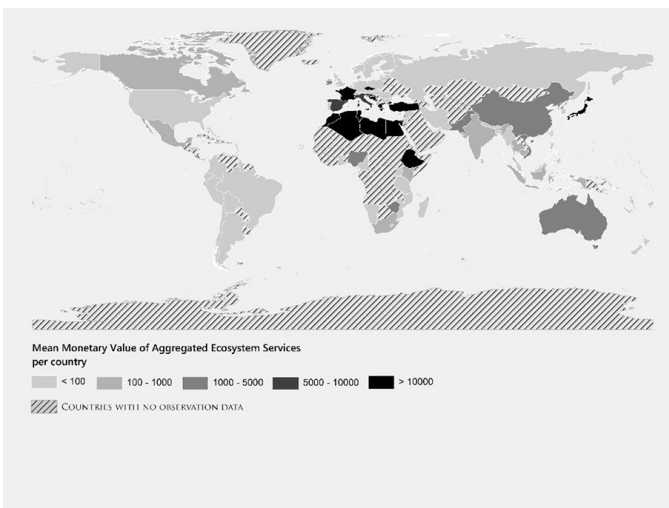 Mean Monetary Value of Aggregated Ecosystem Services
per country
< 100 100 - 1000 1000 - 5000 5000 - 10000 > 10000
COUNTRIES WITH NO OBSERVATION DATA